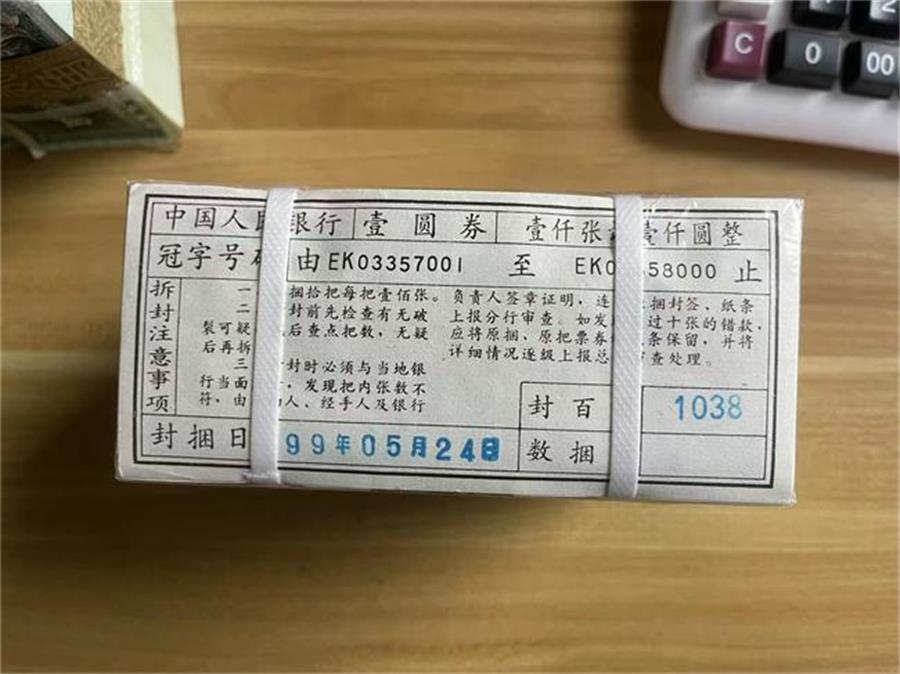 中国人民银行 壹圆券 壹仟张 壹仟圆整
冠字号 由EK03357001 至 EK0 58000 止
拆封注意事项
一 捆拾把每把壹佰张。
二 封前先检查有无破
裂可疑 后查点把数,无疑
后再拆
三 封时必须与当地银
行当面 ,发现把内张数不
符,由 人、经手人及银行
负责人签章证明,连 捆封签、纸条
上报分行审查。如发 过十张的错款,
应将原捆、原把票券 条保留,并将
详细情况逐级上报总 查处理。
封捆日 99年05月24日
封百 1038
数捆
C
0
00
2